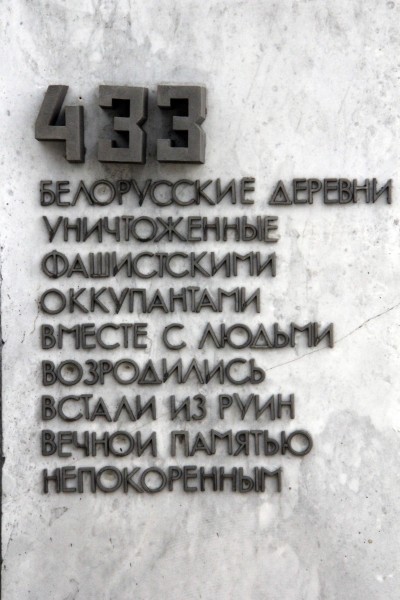 433
БЕЛОРУССКИЕ ДЕРЕВНИ
УНИЧТОЖЕННЫЕ
ФАШИСТСКИМИ
ОККУПАНТАМИ
ВМЕСТЕ С ЛЮДЬМИ
ВОЗРОДИЛИСЬ
ВСТАЛИ ИЗ РУИН
ВЕЧНОЙ ПАМЯТЬЮ
НЕПОКОРЕННЫМ